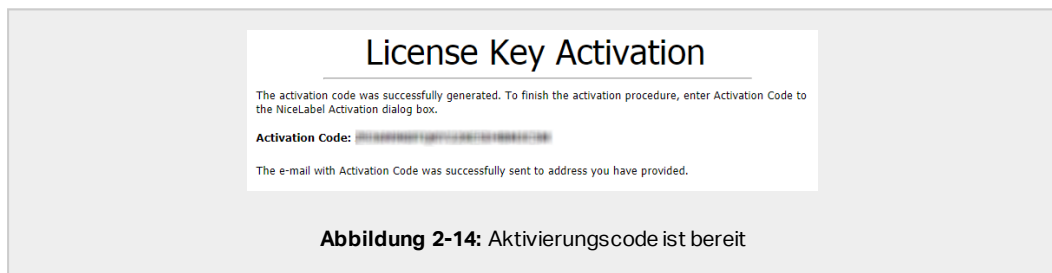 License Key Activation
The activation code was successfully generated. To finish the activation procedure, enter Activation Code to
the NiceLabel Activation dialog box.
Activation Code:
The e-mail with Activation Code was successfully sent to address you have provided.
Abbildung 2-14: Aktivierungscode ist bereit